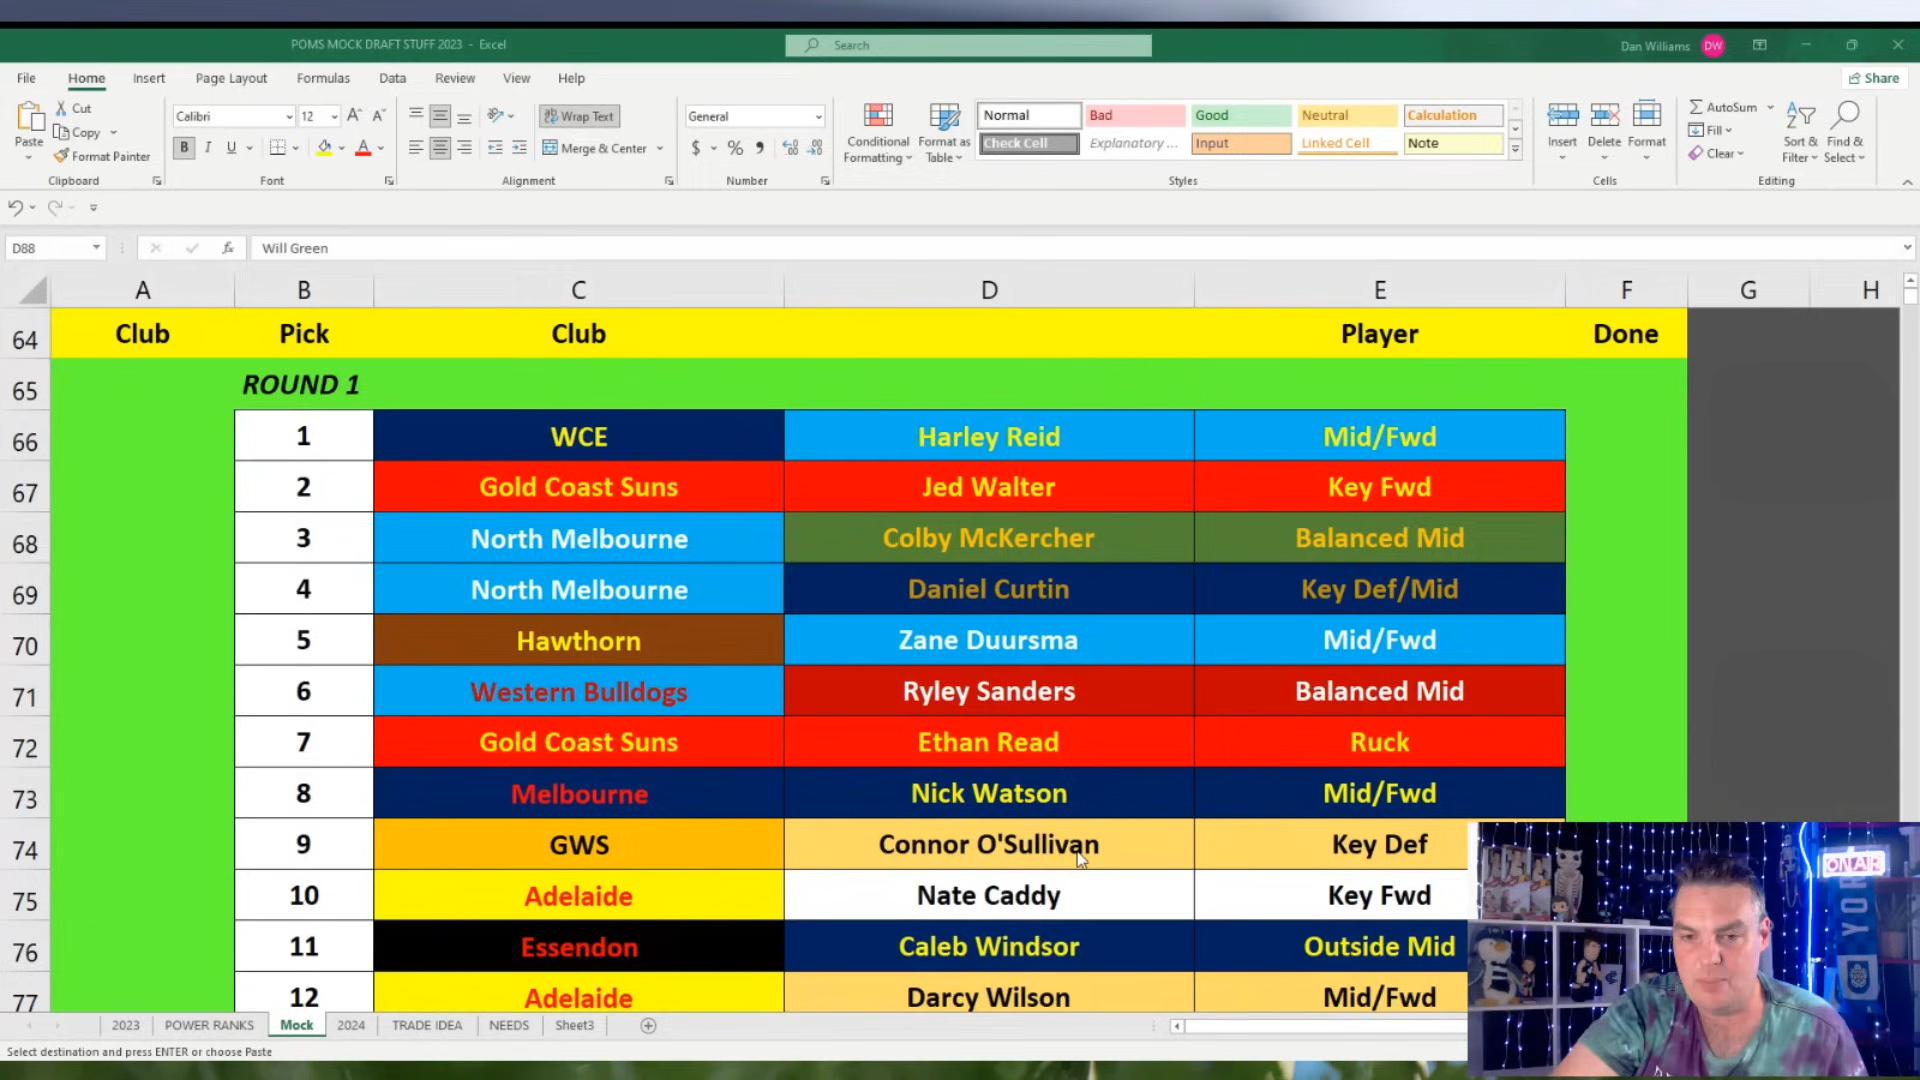 POMS MOCK DRAFT STUFF 2023 - Excel
Search
Dan Williams DW
File Home Insert Page Layout Formulas Data Review View Help
Share
Paste
Cut
Copy
Format Painter
Clipboard
Calibri 12
B I U
Font
Wrap Text
Merge & Center
Alignment
General
$ % 9
Number
Conditional Formatting
Format as Table
Normal Bad Good Neutral Calculation
Check Cell Explanatory ... Input Linked Cell Note
Styles
Insert Delete Format
Cells
AutoSum
Fill
Clear
Sort & Filter
Find & Select
Editing
D88 fx Will Green
A B C D E F G H
64 Club Pick Club Player Done
65 ROUND 1
66 1 WCE Harley Reid Mid/Fwd
67 2 Gold Coast Suns Jed Walter Key Fwd
68 3 North Melbourne Colby McKercher Balanced Mid
69 4 North Melbourne Daniel Curtin Key Def/Mid
70 5 Hawthorn Zane Duursma Mid/Fwd
71 6 Western Bulldogs Ryley Sanders Balanced Mid
72 7 Gold Coast Suns Ethan Read Ruck
73 8 Melbourne Nick Watson Mid/Fwd
74 9 GWS Connor O'Sullivan Key Def
75 10 Adelaide Nate Caddy Key Fwd
76 11 Essendon Caleb Windsor Outside Mid
77 12 Adelaide Darcy Wilson Mid/Fwd
ON AIR
2023 POWER RANKS Mock 2024 TRADE IDEA NEEDS Sheet3
Select destination and press ENTER or choose Paste